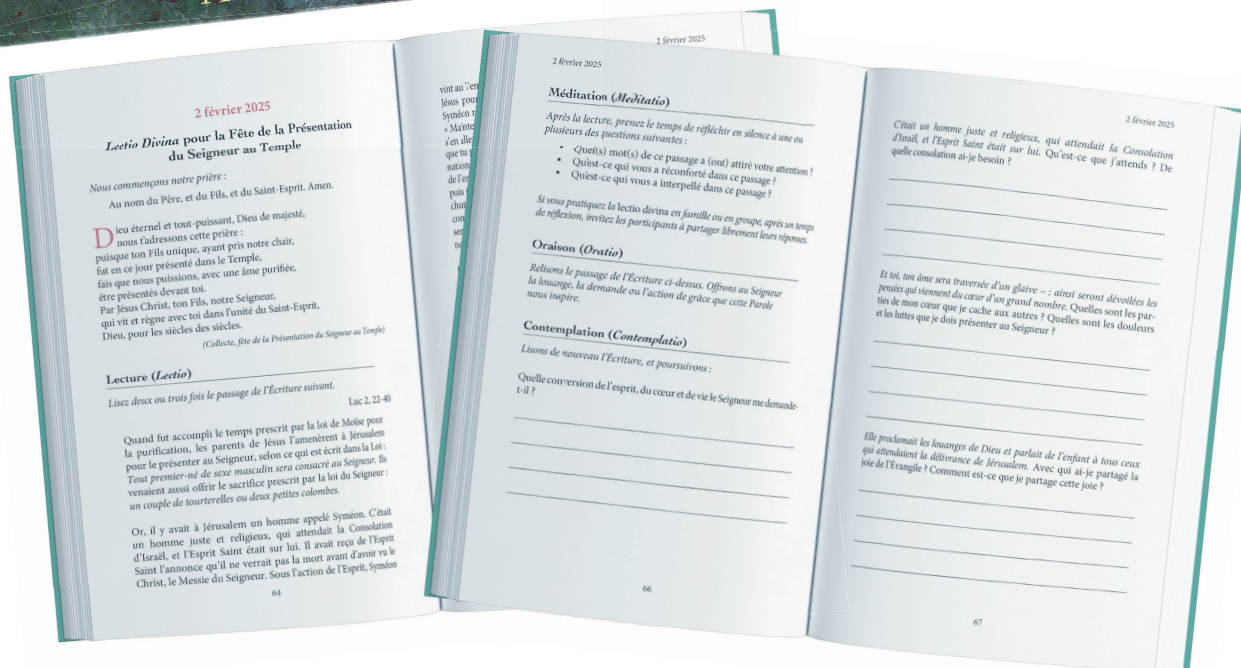 2 février 2025
Lectio Divina pour la Fête de la Présentation
du Seigneur au Temple
Nous commençons notre prière :
Au nom du Père, et du Fils, et du Saint-Esprit. Amen.
Dieu éternel et tout-puissant, Dieu de majesté,
nous t'adressons cette prière :
puisque ton Fils unique, ayant pris notre chair,
fut en ce jour présenté dans le Temple,
fais que nous puissions, avec une âme purifiée,
être présentés devant toi.
Par Jésus Christ, ton Fils, notre Seigneur,
qui vit et règne avec toi dans l'unité du Saint-Esprit,
Dieu, pour les siècles des siècles.
(Collecte, fête de la Présentation du Seigneur au Temple)
Lecture (Lectio)
Lisez deux ou trois fois le passage de l'Écriture suivant.
Luc 2, 22-40
Quand fut accompli le temps prescrit par la loi de Moïse pour
la purification, les parents de Jésus l'amenèrent à Jérusalem
pour le présenter au Seigneur, selon ce qui est écrit dans la Loi :
Tout premier-né de sexe masculin sera consacré au Seigneur. Ils
venaient aussi offrir le sacrifice prescrit par la loi du Seigneur :
un couple de tourterelles ou deux petites colombes.
Or, il y avait à Jérusalem un homme appelé Syméon. C'était
un homme juste et religieux, qui attendait la Consolation
d'Israël, et l'Esprit Saint était sur lui. Il avait reçu de l'Esprit
Saint l'annonce qu'il ne verrait pas la mort avant d'avoir vu le
Christ, le Messie du Seigneur. Sous l'action de l'Esprit, Syméon
64
2 février 2025
vint au
Jésus pour
Syméon
« Mainte
s'en
que tu
nation
de
puis
2 février 2025
Méditation (Meditatio)
Après la lecture, prenez le temps de réfléchir en silence à une ou
plusieurs des questions suivantes :
• Quel(s) mot(s) de ce passage a (ont) attiré votre attention ?
• Qu'est-ce qui vous a réconforté dans ce passage ?
• Qu'est-ce qui vous a interpellé dans ce passage ?
Si vous pratiquez la lectio divina en famille ou en groupe, après un temps
de réflexion, invitez les participants à partager librement leurs réponses.
Oraison (Oratio)
Relisons le passage de l'Écriture ci-dessus. Offrons au Seigneur
la louange, la demande ou l'action de grâce que cette Parole
nous inspire.
Contemplation (Contemplatio)
Lisons de nouveau l'Écriture, et poursuivons :
Quelle conversion de l'esprit, du cœur et de vie le Seigneur me demande-
t-il ?
66
2 février 2025
C'était un homme juste et religieux, qui attendait la Consolation
d'Israël, et l'Esprit Saint était sur lui. Qu'est-ce que j'attends ? De
quelle consolation ai-je besoin ?
Et toi, ton âme sera traversée d'un glaive – : ainsi seront dévoilées les
pensées qui viennent du cœur d'un grand nombre. Quelles sont les par-
ties de mon cœur que je cache aux autres ? Quelles sont les douleurs
et les luttes que je dois présenter au Seigneur ?
Elle proclamait les louanges de Dieu et parlait de l'enfant à tous ceux
qui attendaient la délivrance de Jérusalem. Avec qui ai-je partagé la
joie de l'Évangile ? Comment est-ce que je partage cette joie ?
67